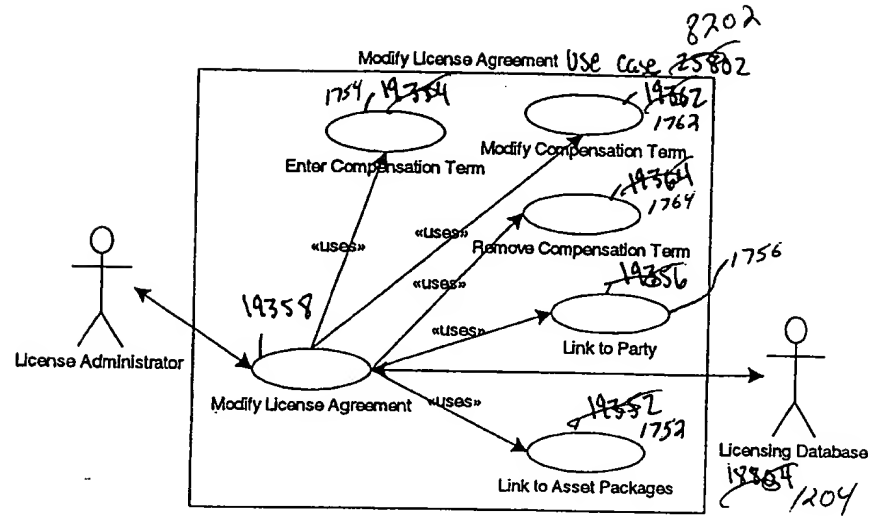 8202
Modify License Agreement Use case 25802
1754 19354
19362
1762
Enter Compensation Term
Modify Compensation Term
19364
1764
«uses»
«uses»
Remove Compensation Term
«uses»
19356
1756
19358
«uses»
License Administrator
Link to Party
Modify License Agreement
«uses»
19352
1752
Licensing Database
Link to Asset Packages
18804
1204